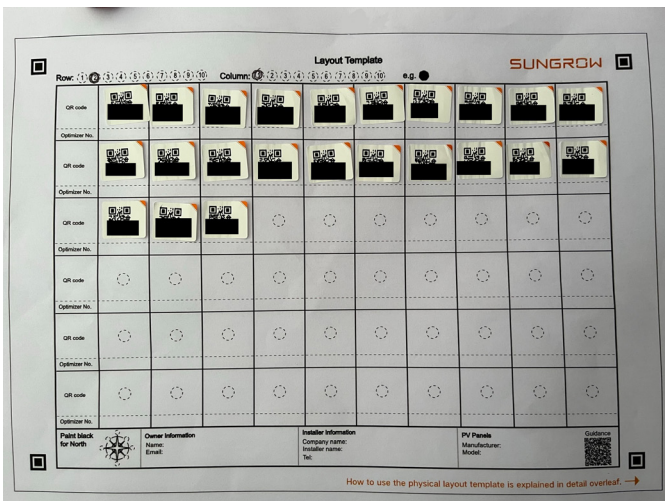 Layout Template
SUNGROW
Row: 1 2 3 4 5 6 7 8 9 10 Column: 1 2 3 4 5 6 7 8 9 10 e.g.
QR code
Optimizer No.
QR code
Optimizer No.
QR code
Optimizer No.
QR code
Optimizer No.
QR code
Optimizer No.
QR code
Optimizer No.
Paint black
for North
Owner Information
Name:
Email:
Installer Information
Company name:
Installer name:
Tel:
PV Panels
Manufacturer:
Model:
Guidance
How to use the physical layout template is explained in detail overleaf.